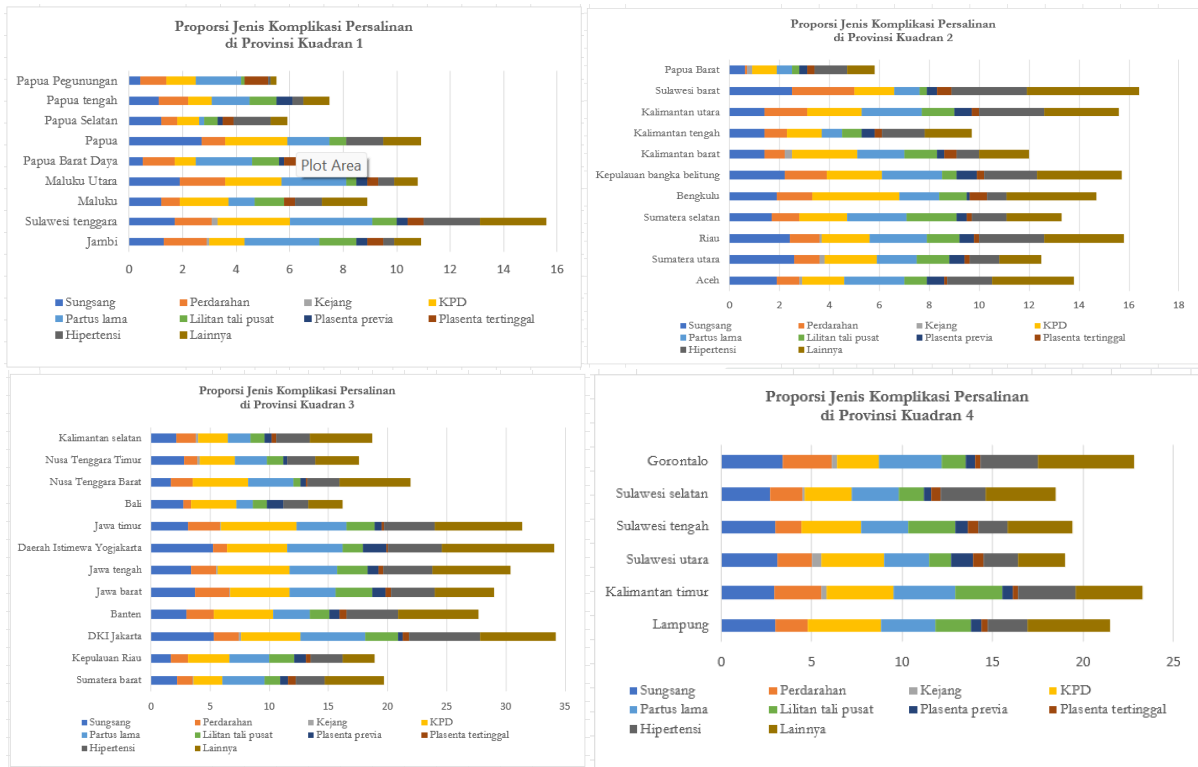 Proporsi Jenis Komplikasi Persalinan
di Provinsi Kuadran 1
Papua Pegunungan
Papua tengah
Papua Selatan
Papua
Papua Barat Daya
Plot Area
Maluku Utara
Maluku
Sulawesi tenggara
Jambi
0 2 4 6 8 10 12 14 16
Sungsang Perdarahan Kejang KPD
Partus lama Lilitan tali pusat Plasenta previa Plasenta tertinggal
Hipertensi Lainnya
Proporsi Jenis Komplikasi Persalinan
di Provinsi Kuadran 2
Papua Barat
Sulawesi barat
Kalimantan utara
Kalimantan tengah
Kalimantan barat
Kepulauan bangka belitung
Bengkulu
Sumatera selatan
Riau
Sumatera utara
Aceh
0 2 4 6 8 10 12 14 16 18
Sungsang Perdarahan Kejang KPD
Partus lama Lilitan tali pusat Plasenta previa Plasenta tertinggal
Hipertensi Lainnya
Proporsi Jenis Komplikasi Persalinan
di Provinsi Kuadran 3
Kalimantan selatan
Nusa Tenggara Timur
Nusa Tenggara Barat
Bali
Jawa timur
Daerah Istimewa Yogjakarta
Jawa tengah
Jawa barat
Banten
DKI Jakarta
Kepulauan Riau
Sumatera barat
0 5 10 15 20 25 30 35
Sungsang Perdarahan Kejang KPD
Partus lama Lilitan tali pusat Plasenta previa Plasenta tertinggal
Hipertensi Lainnya
Proporsi Jenis Komplikasi Persalinan
di Provinsi Kuadran 4
Gorontalo
Sulawesi selatan
Sulawesi tengah
Sulawesi utara
Kalimantan timur
Lampung
0 5 10 15 20 25
Sungsang Perdarahan Kejang KPD
Partus lama Lilitan tali pusat Plasenta previa Plasenta tertinggal
Hipertensi Lainnya